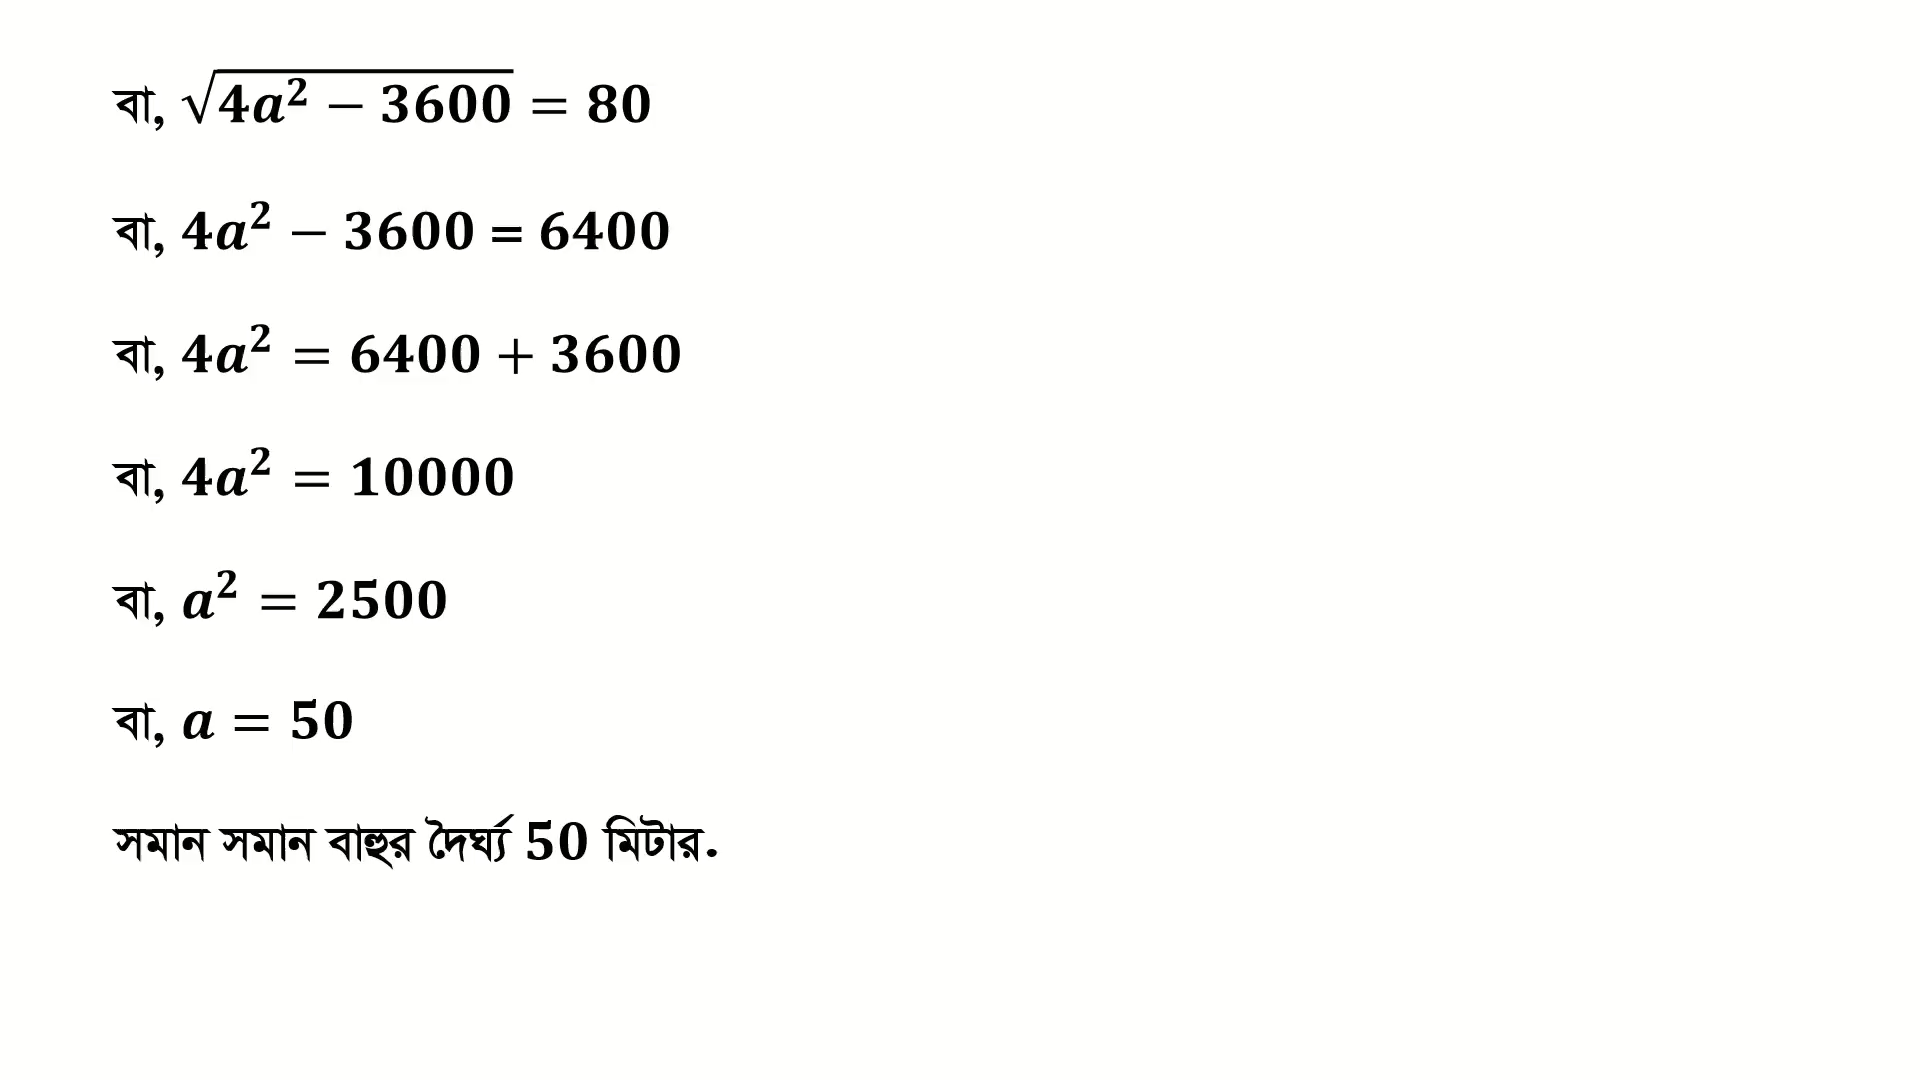 বা, √(4a² − 3600) = 80
বা, 4a² − 3600 = 6400
বা, 4a² = 6400 + 3600
বা, 4a² = 10000
বা, a² = 2500
বা, a = 50
সমান সমান বাহুর দৈর্ঘ্য 50 মিটার.